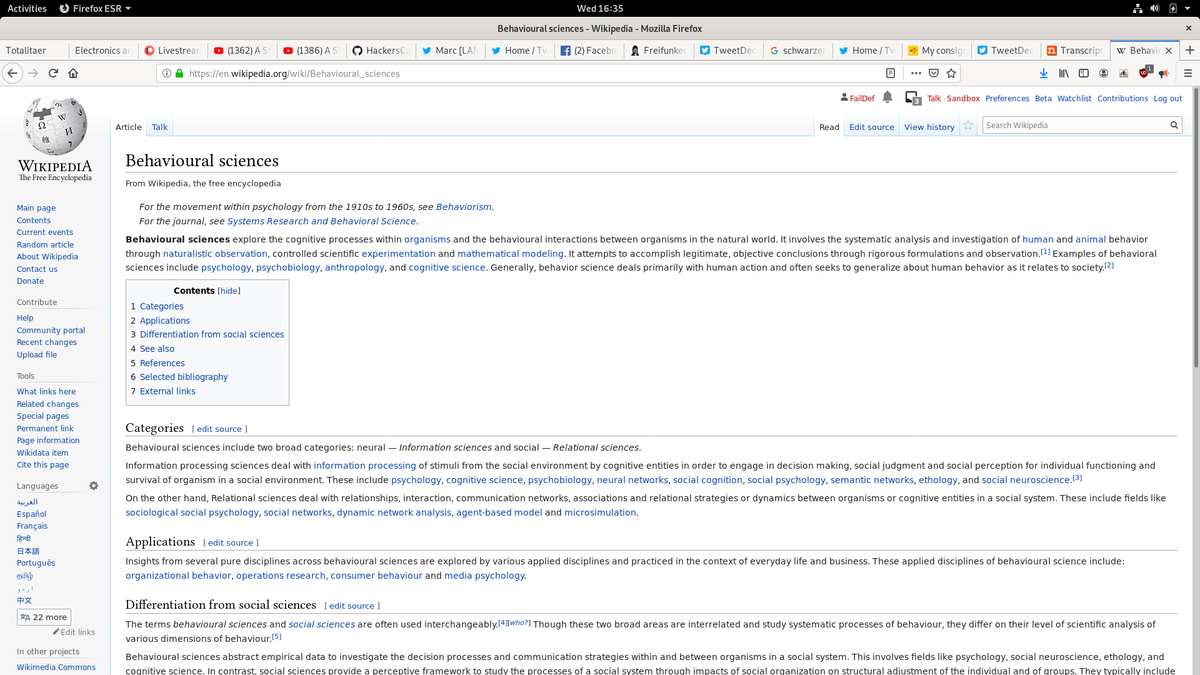 Activities Firefox ESR Wed 16:35
Behavioural sciences - Wikipedia - Mozilla Firefox
Totalitaer Electronics an Livestrean (1362) A S (1386) A S HackersC Marc [LAN Home / Tw (2) Facebo Freifunker TweetDec schwarzer Home / Tw My consig TweetDec Transcript Behavio
https://en.wikipedia.org/wiki/Behavioural_sciences
FailDef 3 Talk Sandbox Preferences Beta Watchlist Contributions Log out
Article Talk Read Edit source View history Search Wikipedia
WIKIPEDIA
The Free Encyclopedia
Main page
Contents
Current events
Random article
About Wikipedia
Contact us
Donate
Contribute
Help
Community portal
Recent changes
Upload file
Tools
What links here
Related changes
Special pages
Permanent link
Page information
Wikidata item
Cite this page
Languages
العربية
Español
Français
हिन्दी
日本語
Português
தமிழ்
اردو
中文
22 more
Edit links
In other projects
Wikimedia Commons
Behavioural sciences
From Wikipedia, the free encyclopedia
For the movement within psychology from the 1910s to 1960s, see Behaviorism.
For the journal, see Systems Research and Behavioral Science.
Behavioural sciences explore the cognitive processes within organisms and the behavioural interactions between organisms in the natural world. It involves the systematic analysis and investigation of human and animal behavior
through naturalistic observation, controlled scientific experimentation and mathematical modeling. It attempts to accomplish legitimate, objective conclusions through rigorous formulations and observation.[1] Examples of behavioral
sciences include psychology, psychobiology, anthropology, and cognitive science. Generally, behavior science deals primarily with human action and often seeks to generalize about human behavior as it relates to society.[2]
Contents [hide]
1 Categories
2 Applications
3 Differentiation from social sciences
4 See also
5 References
6 Selected bibliography
7 External links
Categories [ edit source ]
Behavioural sciences include two broad categories: neural — Information sciences and social — Relational sciences.
Information processing sciences deal with information processing of stimuli from the social environment by cognitive entities in order to engage in decision making, social judgment and social perception for individual functioning and
survival of organism in a social environment. These include psychology, cognitive science, psychobiology, neural networks, social cognition, social psychology, semantic networks, ethology, and social neuroscience.[3]
On the other hand, Relational sciences deal with relationships, interaction, communication networks, associations and relational strategies or dynamics between organisms or cognitive entities in a social system. These include fields like
sociological social psychology, social networks, dynamic network analysis, agent-based model and microsimulation.
Applications [ edit source ]
Insights from several pure disciplines across behavioural sciences are explored by various applied disciplines and practiced in the context of everyday life and business. These applied disciplines of behavioural science include:
organizational behavior, operations research, consumer behaviour and media psychology.
Differentiation from social sciences [ edit source ]
The terms behavioural sciences and social sciences are often used interchangeably.[4][who?] Though these two broad areas are interrelated and study systematic processes of behaviour, they differ on their level of scientific analysis of
various dimensions of behaviour.[5]
Behavioural sciences abstract empirical data to investigate the decision processes and communication strategies within and between organisms in a social system. This involves fields like psychology, social neuroscience, ethology, and
cognitive science. In contrast, social sciences provide a perceptive framework to study the processes of a social system through impacts of social organization on structural adjustment of the individual and of groups. They typically include